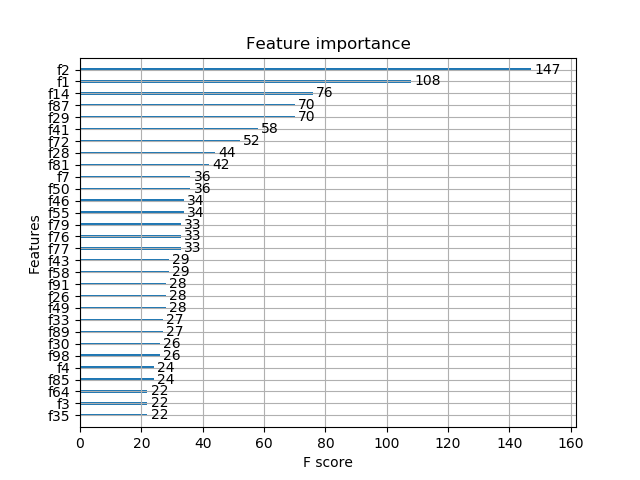 Feature importance
Features
f2 147
f1 108
f14 76
f87 70
f29 70
f41 58
f72 52
f28 44
f81 42
f7 36
f50 36
f46 34
f55 34
f79 33
f76 33
f77 33
f43 29
f58 29
f91 28
f26 28
f49 28
f33 27
f89 27
f30 26
f98 26
f4 24
f85 24
f64 22
f3 22
f35 22
0 20 40 60 80 100 120 140 160
F score